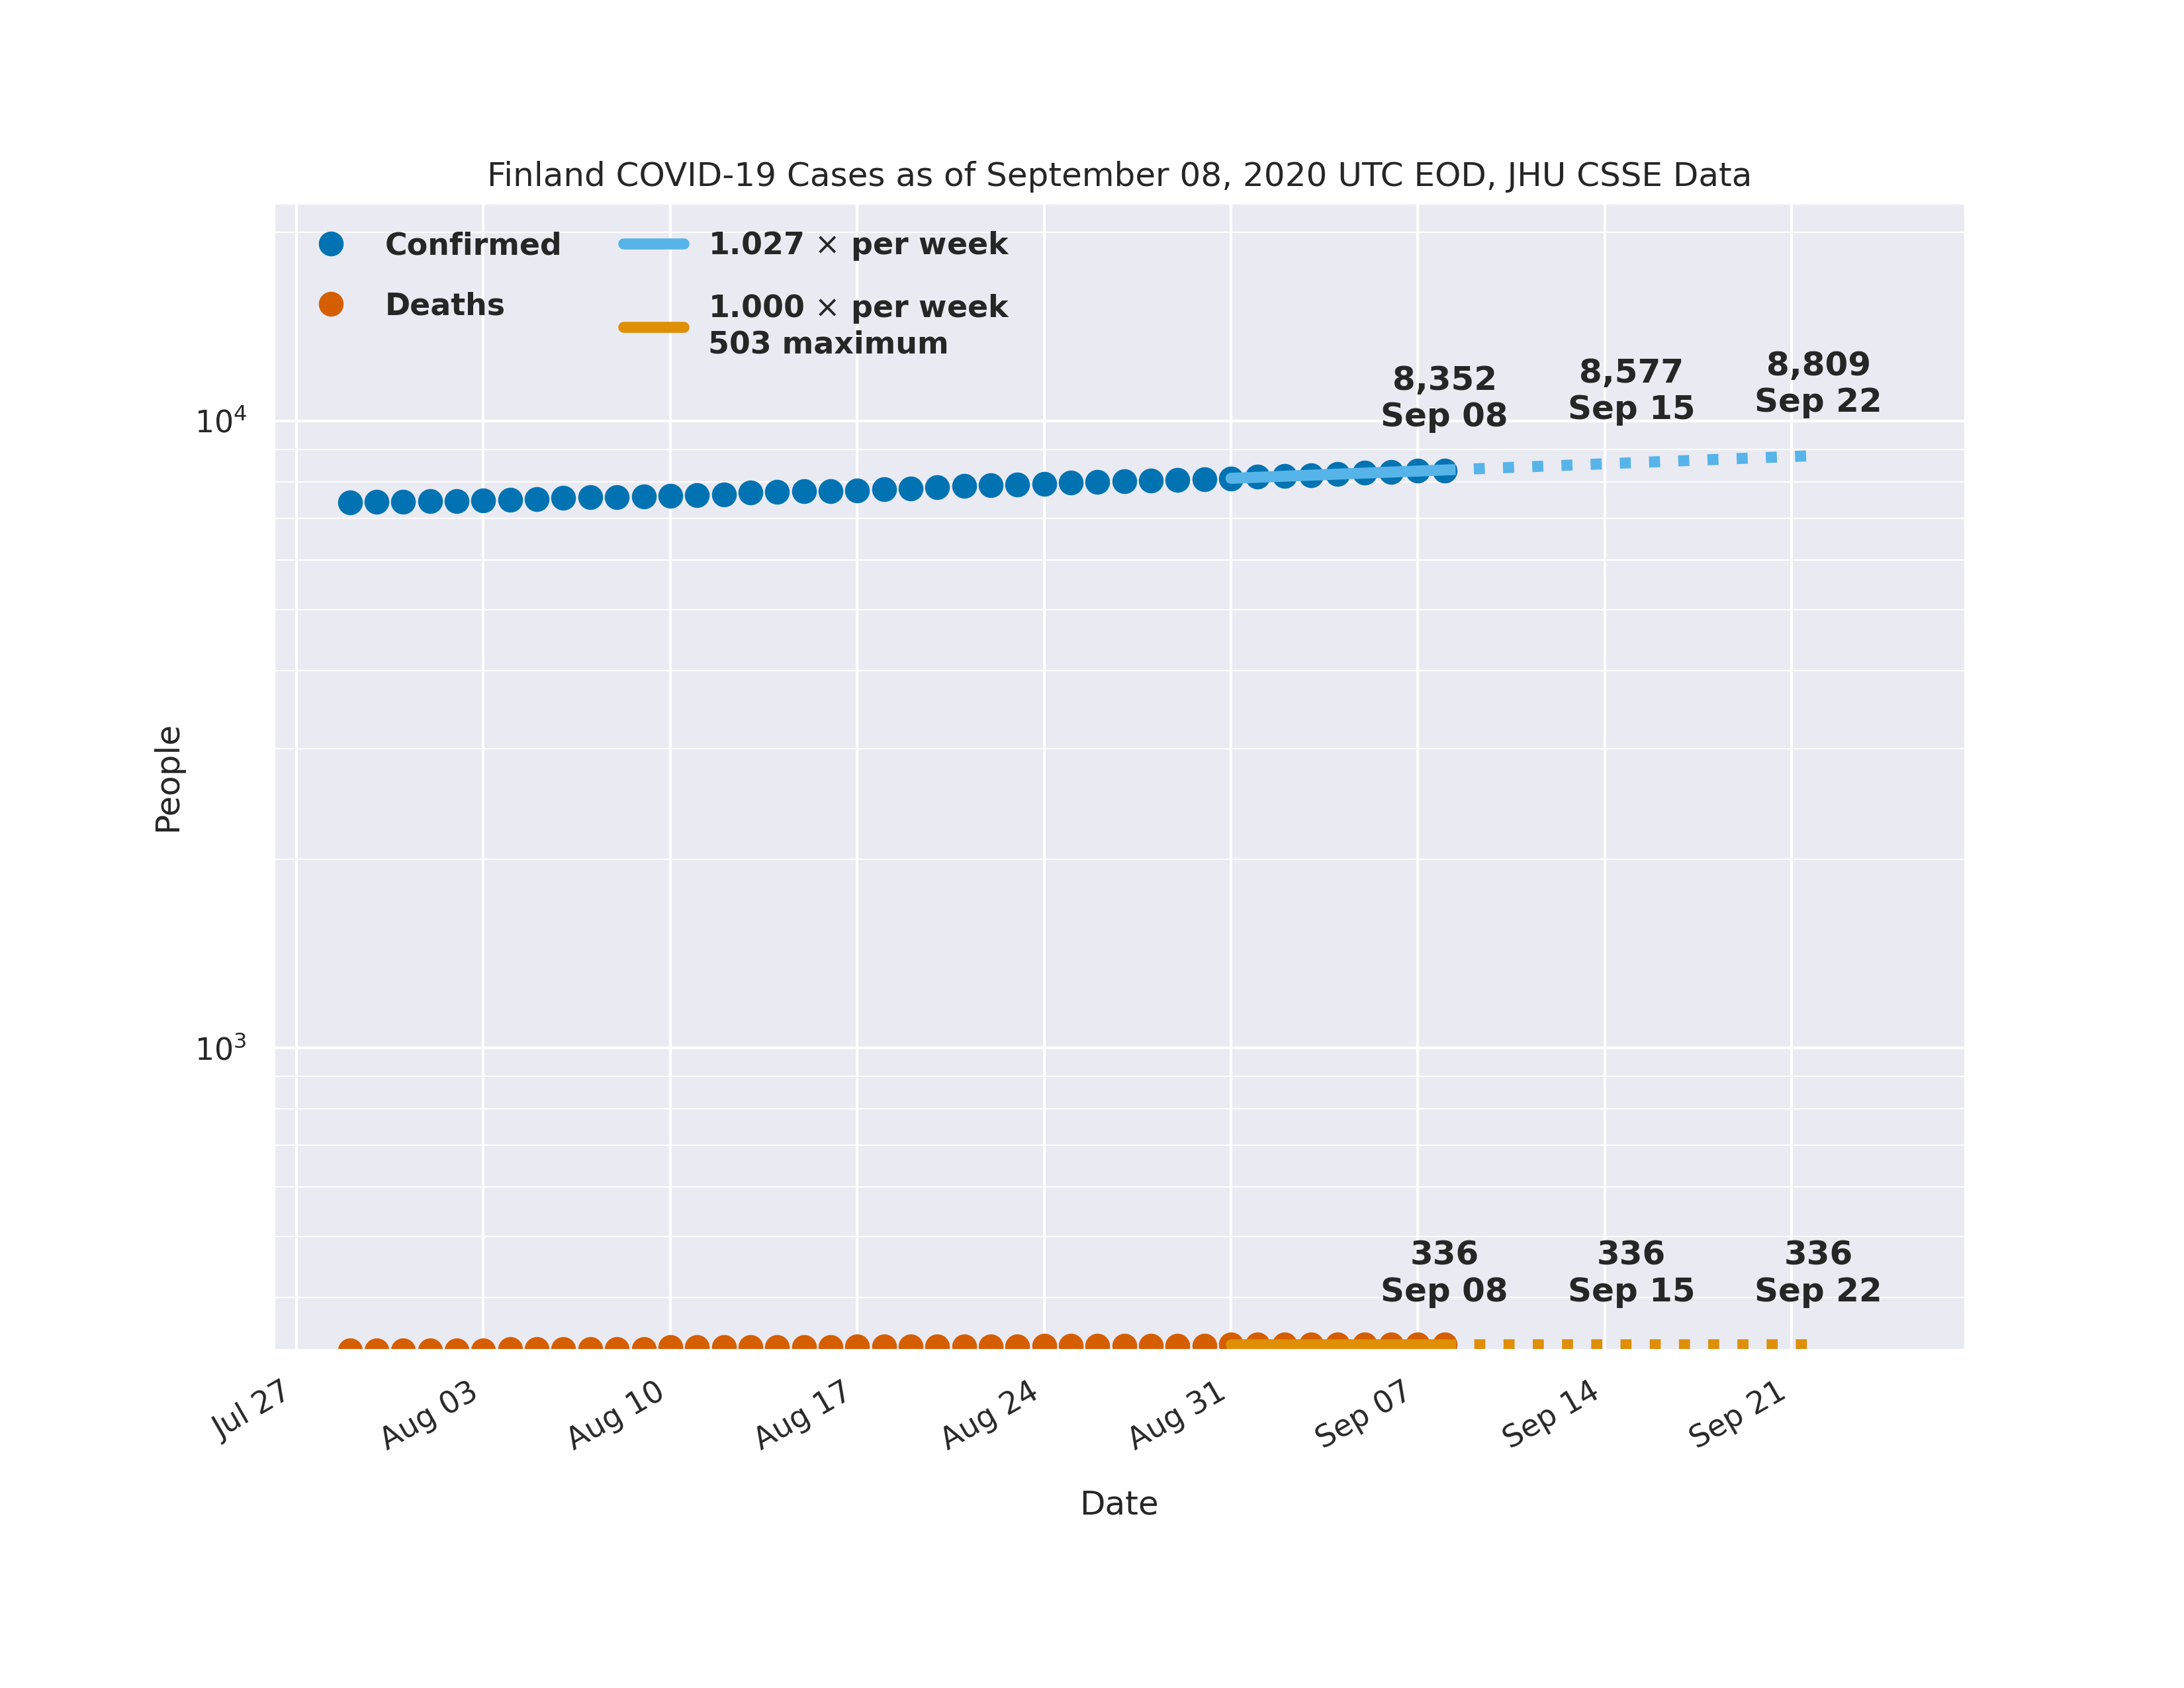 Finland COVID-19 Cases as of September 08, 2020 UTC EOD, JHU CSSE Data
Confirmed
Deaths
1.027 × per week
1.000 × per week
503 maximum
8,352
Sep 08
8,577
Sep 15
8,809
Sep 22
10⁴
10³
People
336
Sep 08
336
Sep 15
336
Sep 22
Jul 27
Aug 03
Aug 10
Aug 17
Aug 24
Aug 31
Sep 07
Sep 14
Sep 21
Date